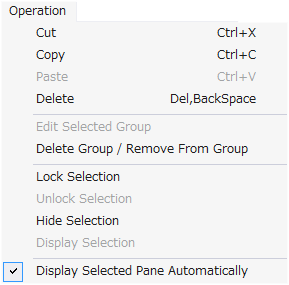 Operation
Cut Ctrl+X
Copy Ctrl+C
Paste Ctrl+V
Delete Del,BackSpace
Edit Selected Group
Delete Group / Remove From Group
Lock Selection
Unlock Selection
Hide Selection
Display Selection
Display Selected Pane Automatically